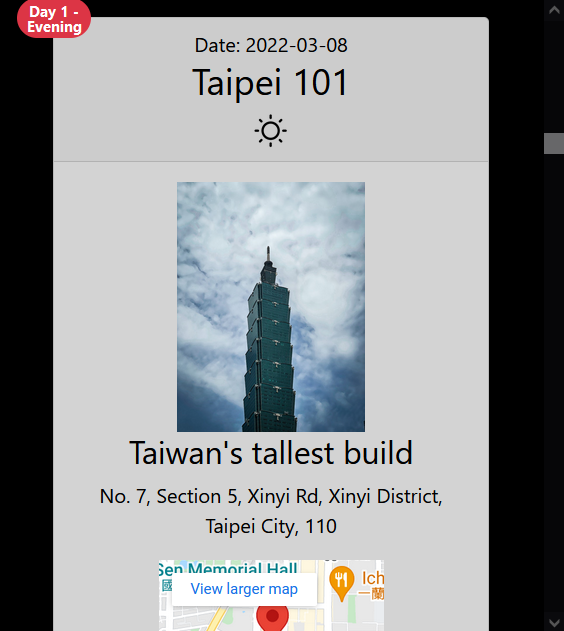 Day 1 -
Evening
Date: 2022-03-08
Taipei 101
Taiwan's tallest build
No. 7, Section 5, Xinyi Rd, Xinyi District,
Taipei City, 110
Sen Memorial Hall
國
View larger map
Ich
一蘭